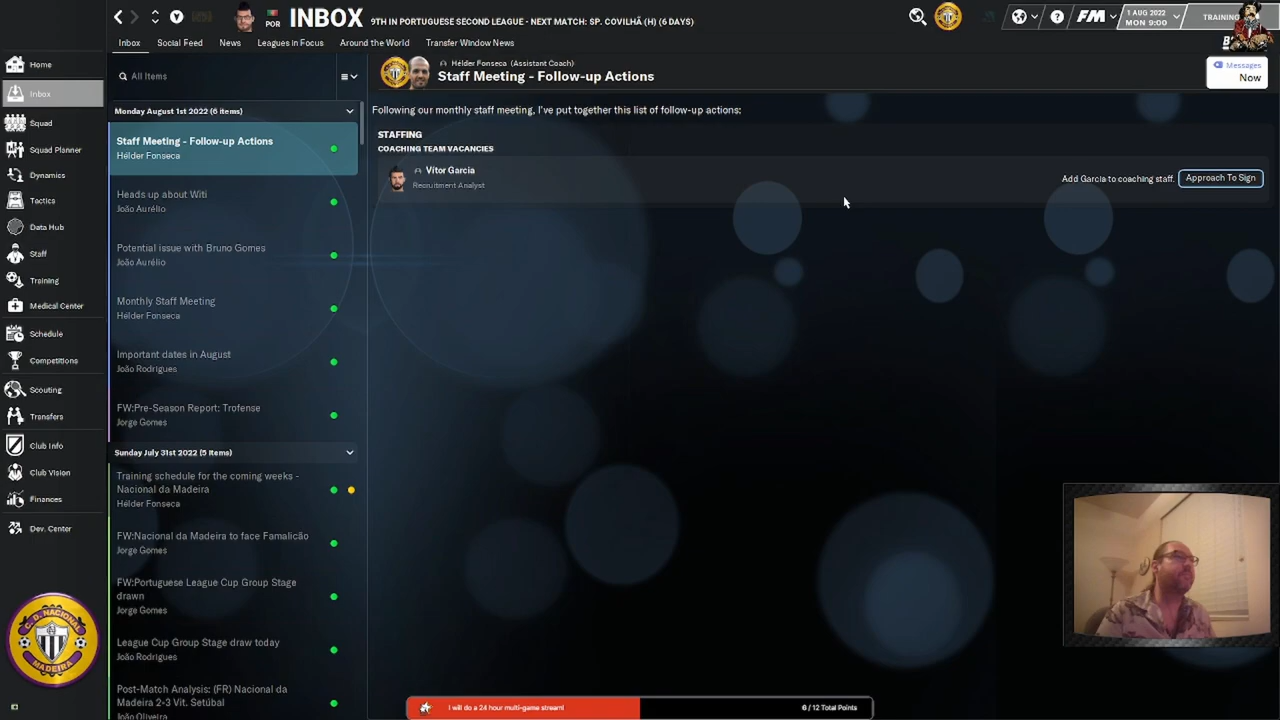 POR
INBOX
9TH IN PORTUGUESE SECOND LEAGUE - NEXT MATCH: SP. COVILHÃ (H) (6 DAYS)
FM
1 AUG 2022
MON 9:00
TRAINING
Inbox
Social Feed
News
Leagues in Focus
Around the World
Transfer Window News
Home
Inbox
Squad
Squad Planner
Dynamics
Tactics
Data Hub
Staff
Training
Medical Center
Schedule
Competitions
Scouting
Transfers
Club Info
Club Vision
Finances
Dev. Center
All Items
Monday August 1st 2022 (6 items)
Staff Meeting - Follow-up Actions
Hélder Fonseca
Heads up about Witi
João Aurélio
Potential issue with Bruno Gomes
João Aurélio
Monthly Staff Meeting
Hélder Fonseca
Important dates in August
João Rodrigues
FW:Pre-Season Report: Trofense
Jorge Gomes
Sunday July 31st 2022 (5 items)
Training schedule for the coming weeks -
Nacional da Madeira
Hélder Fonseca
FW:Nacional da Madeira to face Famalicão
Jorge Gomes
FW:Portuguese League Cup Group Stage
drawn
Jorge Gomes
League Cup Group Stage draw today
João Rodrigues
Post-Match Analysis: (FR) Nacional da
Madeira 2-3 Vit. Setúbal
João Oliveira
Hélder Fonseca (Assistant Coach)
Staff Meeting - Follow-up Actions
Messages
Now
Following our monthly staff meeting, I've put together this list of follow-up actions:
STAFFING
COACHING TEAM VACANCIES
Vítor Garcia
Recruitment Analyst
Add Garcia to coaching staff.
Approach To Sign
C.D. NACIONAL
MADEIRA
I will do a 24 hour multi-game stream!
6 / 12 Total Points